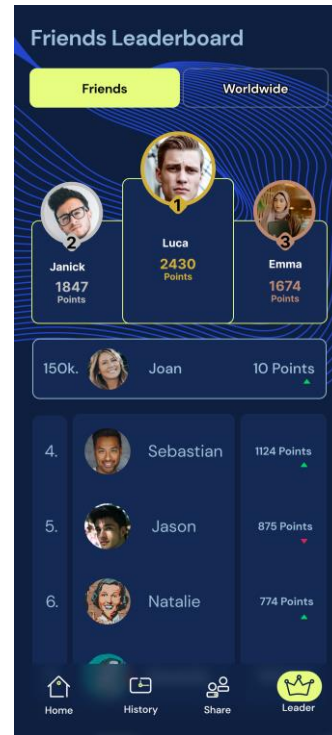 Friends Leaderboard
Friends
Worldwide
1
2
3
Luca
2430
Points
Janick
1847
Points
Emma
1674
Points
150k. Joan 10 Points
4. Sebastian 1124 Points
5. Jason 875 Points
6. Natalie 774 Points
Home
History
Share
Leader